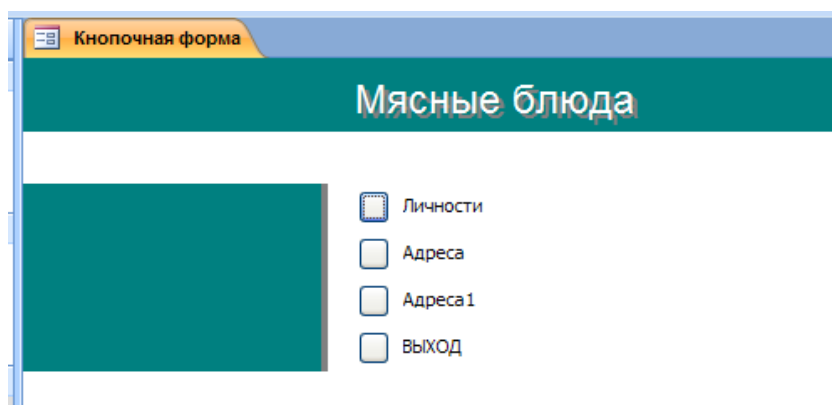 Кнопочная форма
Мясные блюда
Личности
Адреса
Адреса1
ВЫХОД